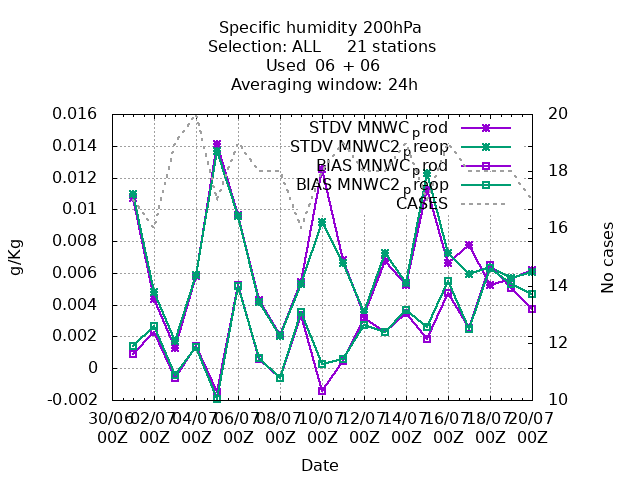 Specific humidity 200hPa
Selection: ALL 21 stations
Used 06 + 06
Averaging window: 24h
0.016
0.014
0.012
0.01
0.008
0.006
0.004
0.002
0
-0.002
g/Kg
20
18
16
14
12
10
No cases
STDV MNWC_prod
STDV MNWC2_preop
BIAS MNWC_prod
BIAS MNWC2_preop
CASES
30/06 02/07 04/07 06/07 08/07 10/07 12/07 14/07 16/07 18/07 20/07
00Z 00Z 00Z 00Z 00Z 00Z 00Z 00Z 00Z 00Z 00Z
Date